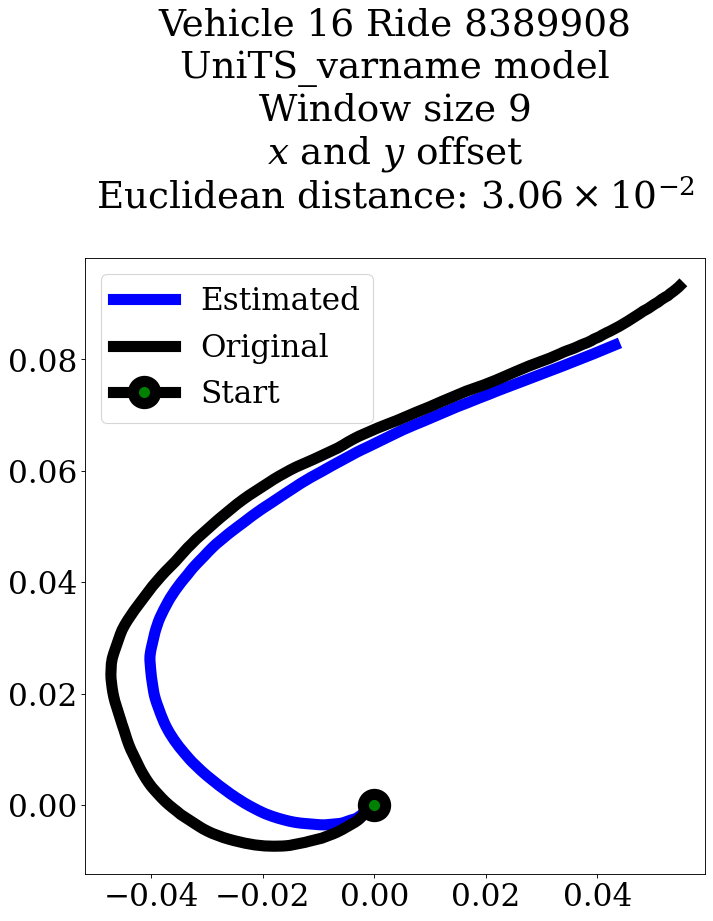 Vehicle 16 Ride 8389908
UniTS_varname model
Window size 9
x and y offset
Euclidean distance: 3.06 × 10⁻²
Estimated
Original
Start
0.08
0.06
0.04
0.02
0.00
−0.04 −0.02 0.00 0.02 0.04